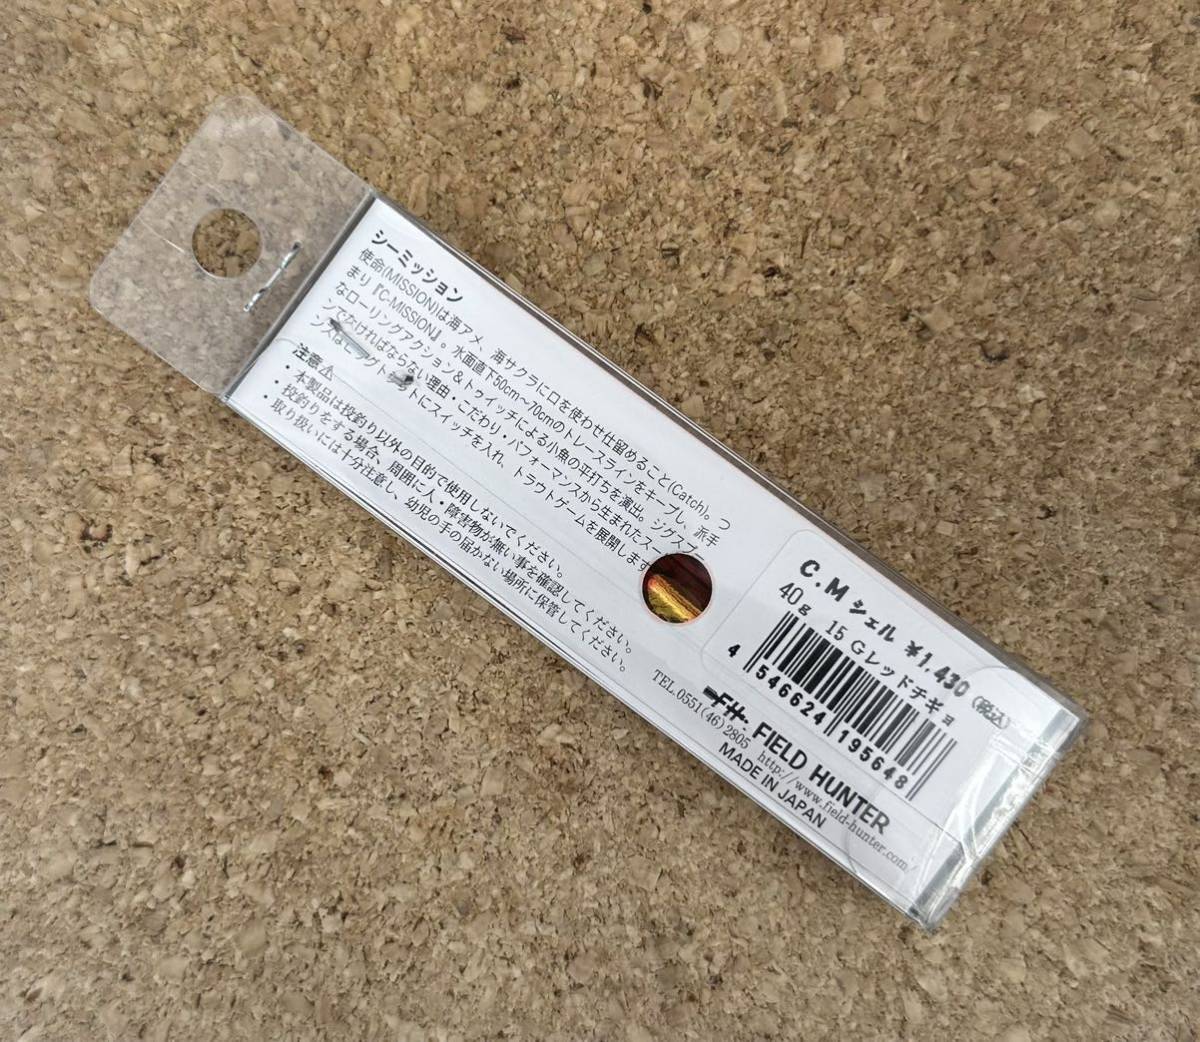 シーミッション
使命(MISSION)は海アメ、海サクラに口を使わせ仕留めること(Catch)。つ
まり『C-MISSION』。水面直下50cm～70cmのトレースラインをキープし、派手
なローリングアクション&トゥイッチによる小魚の平打ちを演出。ジグスプ
ンでなければならない理由・こだわり・パフォーマンスから生まれたスー
トにスイッチを入れ、トラウトゲームを展開します
注意⚠
・本製品は投釣り以外の目的で使用しないでください。
・投釣りをする場合、周囲に人・障害物が無い事を確認してください。
・取り扱いには十分注意し、幼児の手の届かない場所に保管してください。
C.M シェル ¥1,430 (税込)
40g 15 Gレッドチギョ
4 546624 195648
FH. FIELD HUNTER
TEL.0551(46)2805 http://www.field-hunter.com/
MADE IN JAPAN